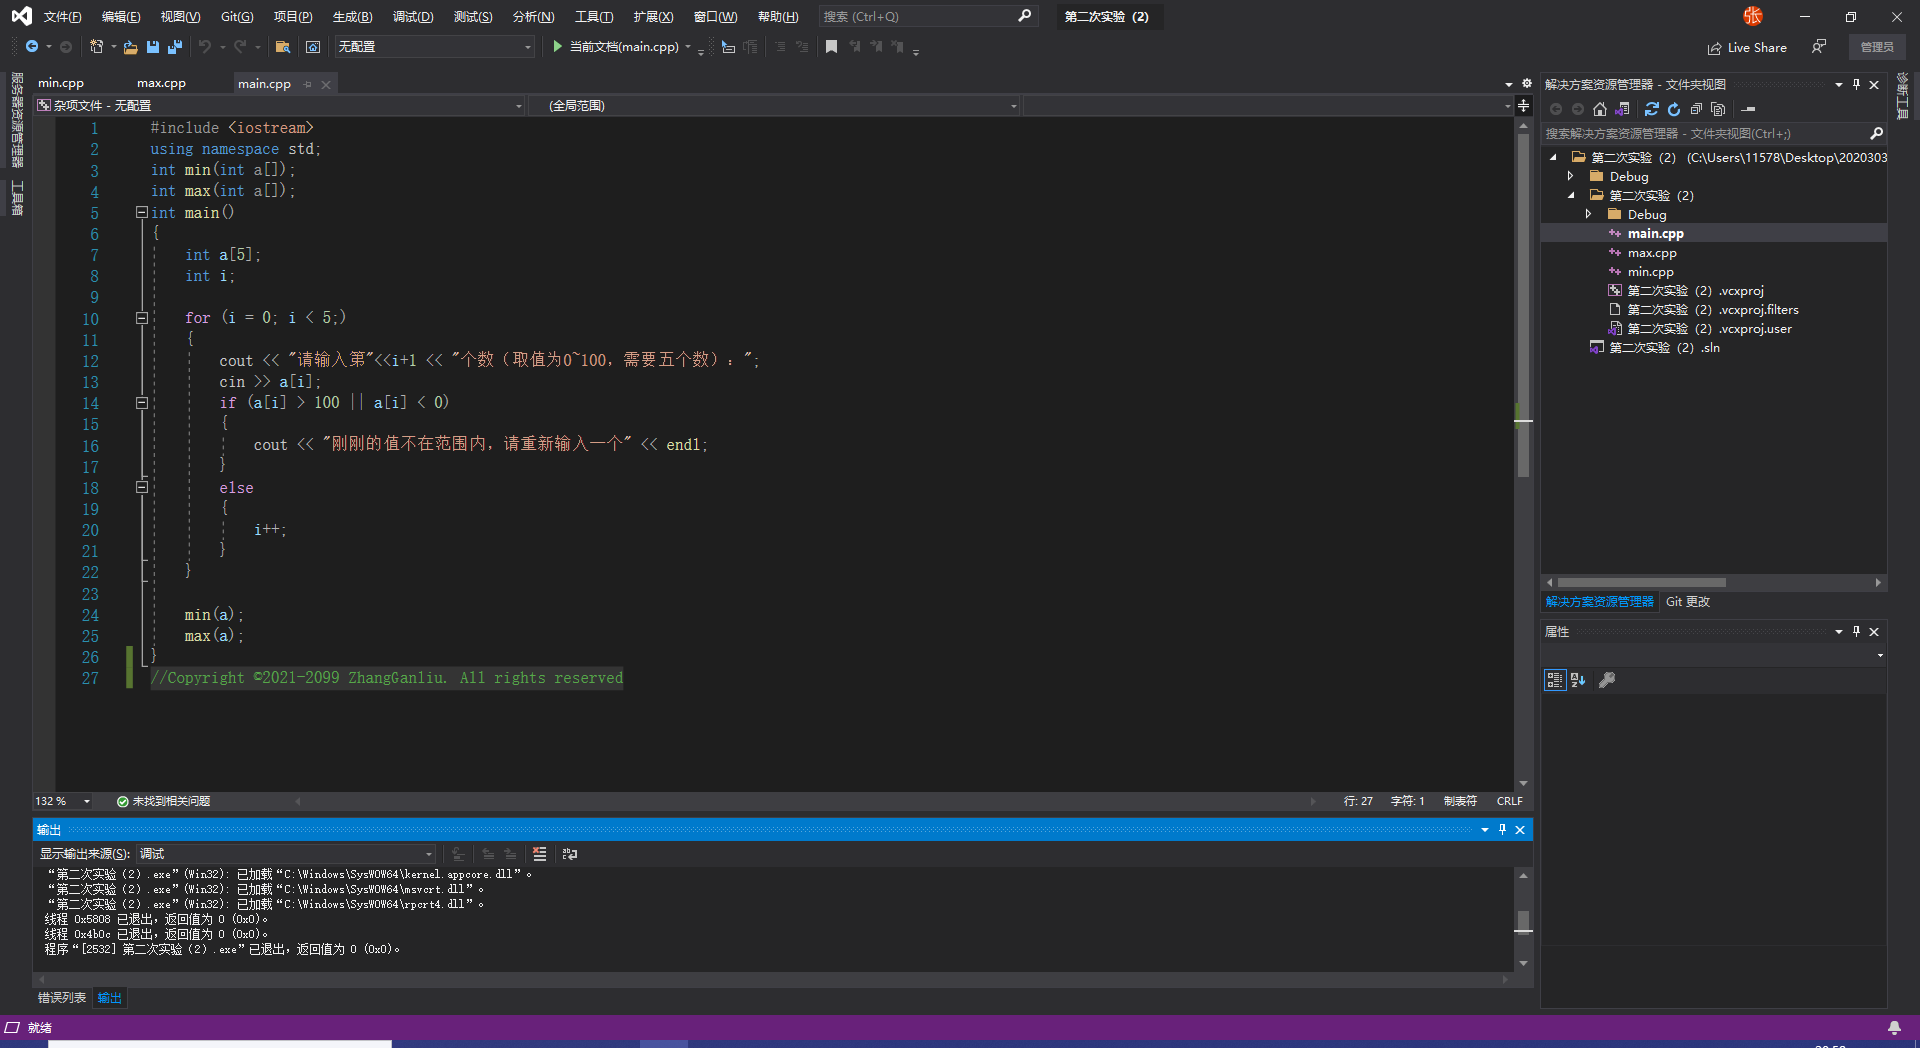 文件(F) 编辑(E) 视图(V) Git(G) 项目(P) 生成(B) 调试(D) 测试(S) 分析(N) 工具(T) 扩展(X) 窗口(W) 帮助(H) 搜索 (Ctrl+Q) 第二次实验（2） 张
无配置 当前文档(main.cpp) Live Share 管理员
服务器资源管理器
工具箱
min.cpp max.cpp main.cpp
杂项文件 - 无配置 (全局范围)
1 #include <iostream>
2 using namespace std;
3 int min(int a[]);
4 int max(int a[]);
5 int main()
6 {
7 int a[5];
8 int i;
9
10 for (i = 0; i < 5;)
11 {
12 cout << "请输入第"<<i+1 << "个数（取值为0~100，需要五个数）：";
13 cin >> a[i];
14 if (a[i] > 100 || a[i] < 0)
15 {
16 cout << "刚刚的值不在范围内，请重新输入一个" << endl;
17 }
18 else
19 {
20 i++;
21 }
22 }
23
24 min(a);
25 max(a);
26 }
27 //Copyright ©2021-2099 ZhangGanliu. All rights reserved
132 % 未找到相关问题 行: 27 字符: 1 制表符 CRLF
输出
显示输出来源(S): 调试
“第二次实验（2）.exe”(Win32): 已加载“C:\Windows\SysWOW64\kernel.appcore.dll”。
“第二次实验（2）.exe”(Win32): 已加载“C:\Windows\SysWOW64\msvcrt.dll”。
“第二次实验（2）.exe”(Win32): 已加载“C:\Windows\SysWOW64\rpcrt4.dll”。
线程 0x5808 已退出，返回值为 0 (0x0)。
线程 0x4b0c 已退出，返回值为 0 (0x0)。
程序“[2532] 第二次实验（2）.exe”已退出，返回值为 0 (0x0)。
错误列表 输出
就绪
解决方案资源管理器 - 文件夹视图
搜索解决方案资源管理器 - 文件夹视图(Ctrl+;)
第二次实验（2） (C:\Users\11578\Desktop\2020303
Debug
第二次实验（2）
Debug
main.cpp
max.cpp
min.cpp
第二次实验（2）.vcxproj
第二次实验（2）.vcxproj.filters
第二次实验（2）.vcxproj.user
第二次实验（2）.sln
解决方案资源管理器 Git 更改
属性
诊断工具